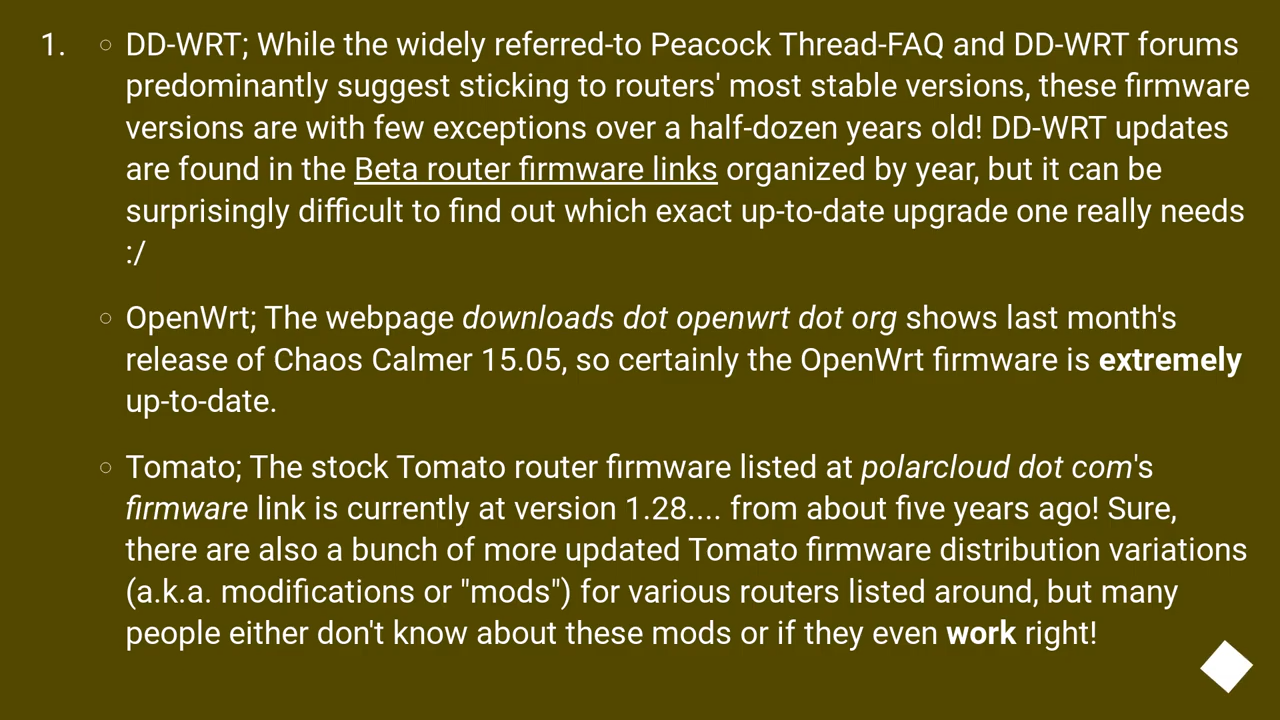 1. ○ DD-WRT; While the widely referred-to Peacock Thread-FAQ and DD-WRT forums
predominantly suggest sticking to routers' most stable versions, these firmware
versions are with few exceptions over a half-dozen years old! DD-WRT updates
are found in the Beta router firmware links organized by year, but it can be
surprisingly difficult to find out which exact up-to-date upgrade one really needs
:/
○ OpenWrt; The webpage downloads dot openwrt dot org shows last month's
release of Chaos Calmer 15.05, so certainly the OpenWrt firmware is extremely
up-to-date.
○ Tomato; The stock Tomato router firmware listed at polarcloud dot com's
firmware link is currently at version 1.28.... from about five years ago! Sure,
there are also a bunch of more updated Tomato firmware distribution variations
(a.k.a. modifications or "mods") for various routers listed around, but many
people either don't know about these mods or if they even work right!